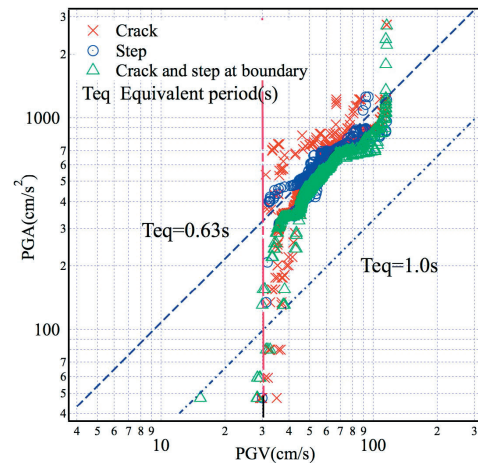 3
2
1000
7
6
5
4
3
2
100
7
6
5
4
PGA(cm/s²)
Crack
Step
Crack and step at boundary
Teq Equivalent period(s)
Teq=0.63s
Teq=1.0s
4 5 6 7 8 9 10 2 3 4 5 6 7 8 9 100 2 3
PGV(cm/s)